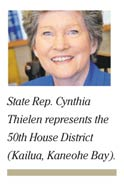 State Rep. Cynthia
Thielen represents the
50th House District
(Kailua, Kaneohe Bay).